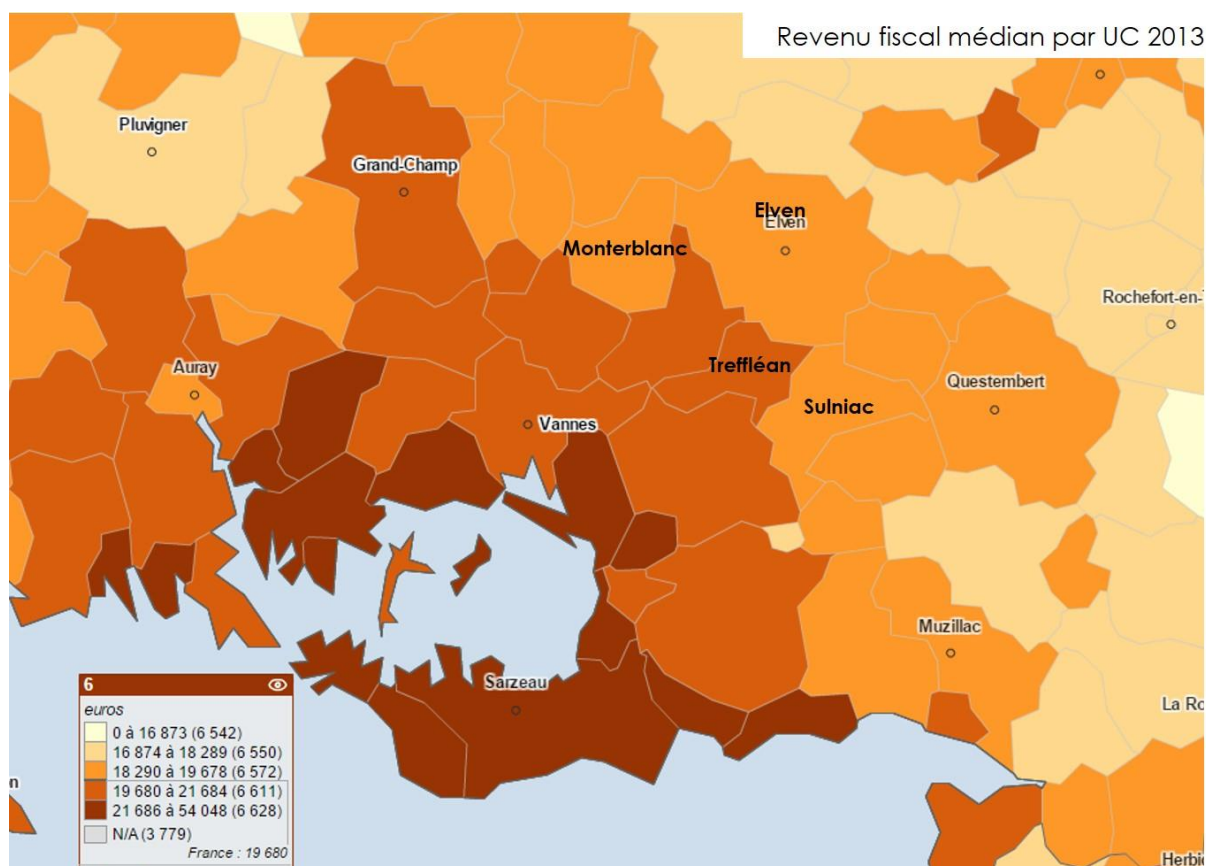 Revenu fiscal médian par UC 2013
Pluvigner
Grand-Champ
Elven
Elven
Monterblanc
Rochefort-en-
Auray
Treffléan
Questembert
Sulniac
Vannes
Muzillac
Sarzeau
La Ro
6
euros
0 à 16 873 (6 542)
16 874 à 18 289 (6 550)
18 290 à 19 678 (6 572)
19 680 à 21 684 (6 611)
21 686 à 54 048 (6 628)
N/A (3 779)
France : 19 680
n
Herbi